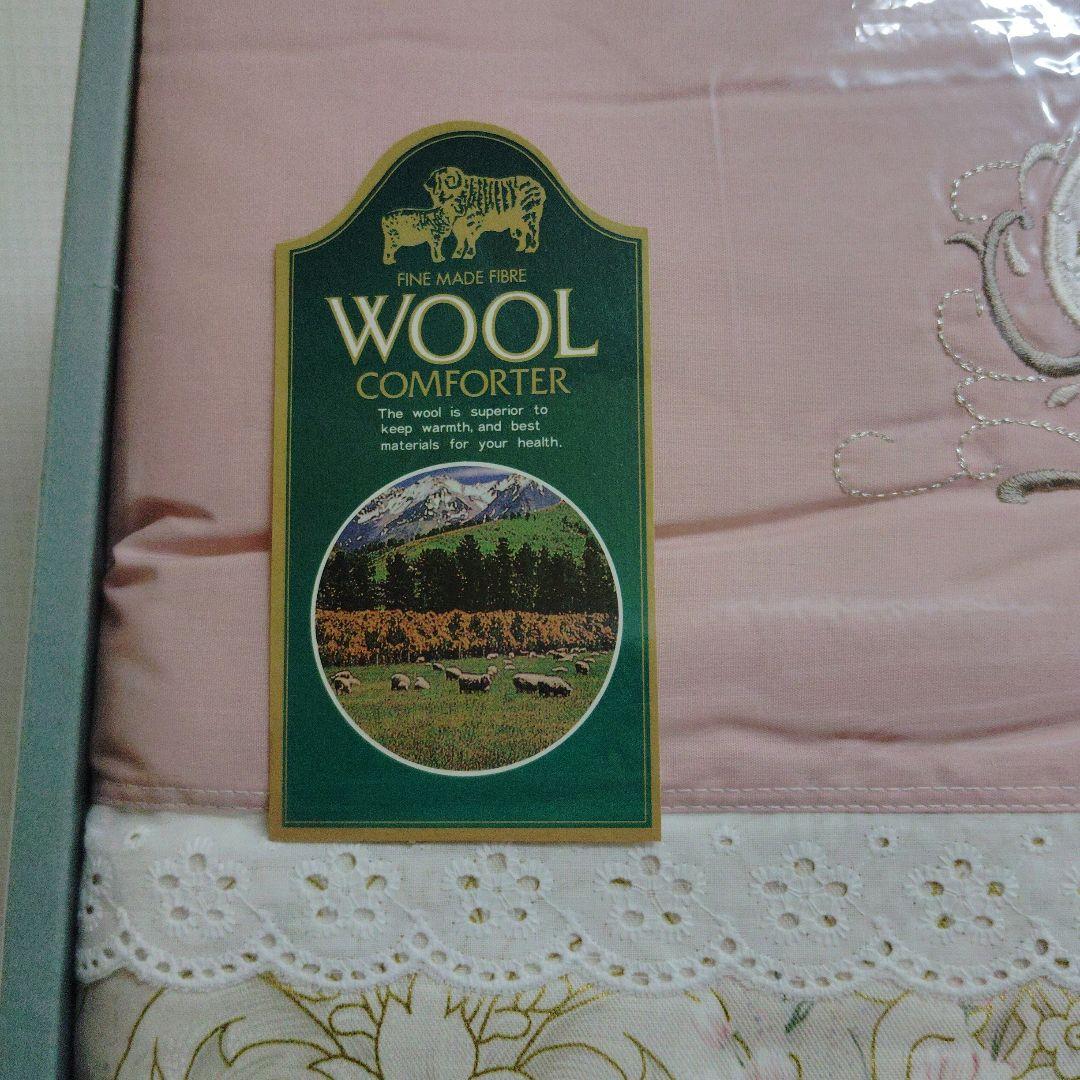 FINE MADE FIBRE
WOOL
COMFORTER
The wool is superior to
keep warmth, and best
materials for your health.